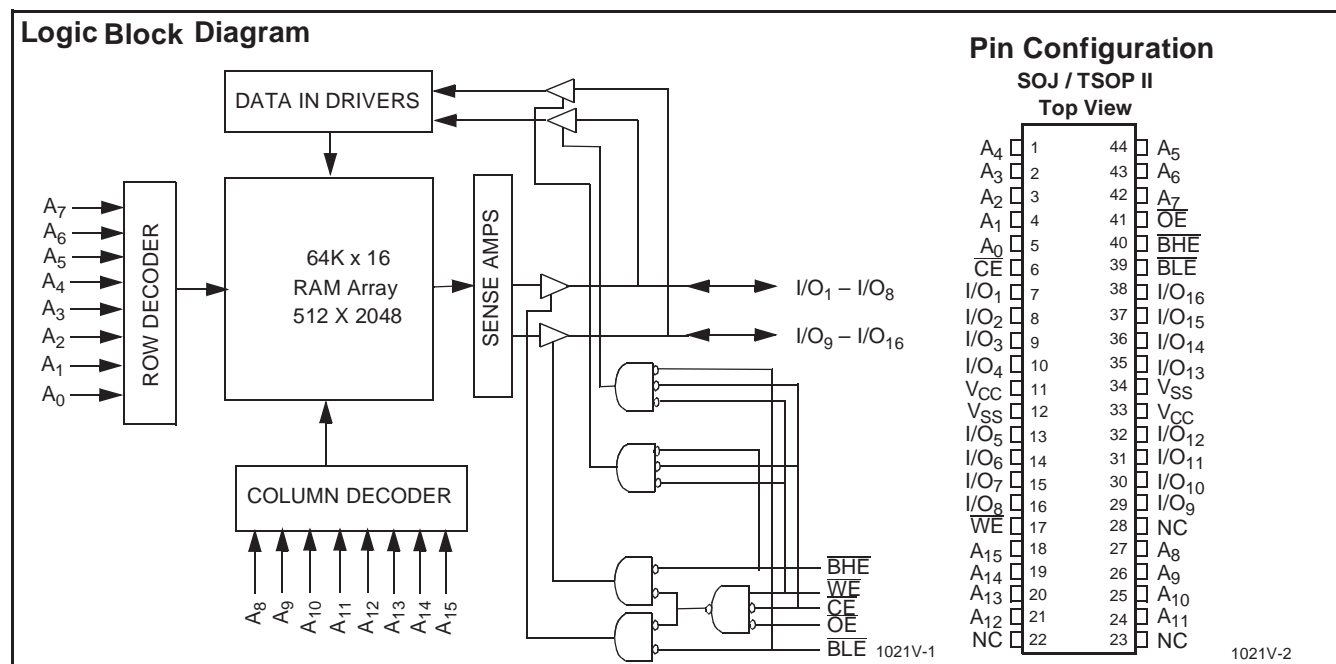 Logic Block Diagram
DATA IN DRIVERS
A7
A6
A5
A4
A3
A2
A1
A0
ROW DECODER
64K x 16
RAM Array
512 X 2048
SENSE AMPS
I/O1 – I/O8
I/O9 – I/O16
COLUMN DECODER
A8
A9
A10
A11
A12
A13
A14
A15
BHE
WE
CE
OE
BLE
1021V-1
Pin Configuration
SOJ / TSOP II
Top View
A4 1 44 A5
A3 2 43 A6
A2 3 42 A7
A1 4 41 OE
A0 5 40 BHE
CE 6 39 BLE
I/O1 7 38 I/O16
I/O2 8 37 I/O15
I/O3 9 36 I/O14
I/O4 10 35 I/O13
VCC 11 34 VSS
VSS 12 33 VCC
I/O5 13 32 I/O12
I/O6 14 31 I/O11
I/O7 15 30 I/O10
I/O8 16 29 I/O9
WE 17 28 NC
A15 18 27 A8
A14 19 26 A9
A13 20 25 A10
A12 21 24 A11
NC 22 23 NC
1021V-2